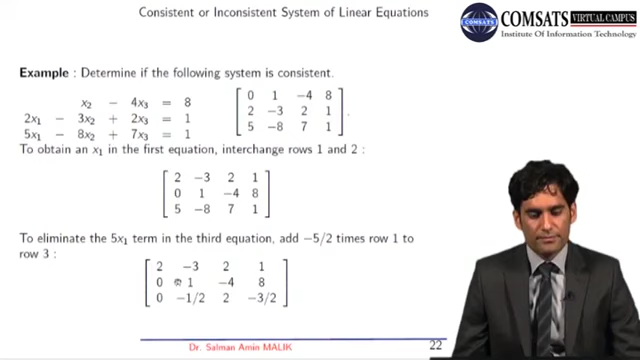 Consistent or Inconsistent System of Linear Equations
COMSATS VIRTUAL CAMPUS
Institute Of Information Technology
Example : Determine if the following system is consistent.
x2 − 4x3 = 8
2x1 − 3x2 + 2x3 = 1
5x1 − 8x2 + 7x3 = 1
0 1 −4 8
2 −3 2 1
5 −8 7 1
To obtain an x1 in the first equation, interchange rows 1 and 2 :
2 −3 2 1
0 1 −4 8
5 −8 7 1
To eliminate the 5x1 term in the third equation, add −5/2 times row 1 to
row 3 :
2 −3 2 1
0 1 −4 8
0 −1/2 2 −3/2
Dr. Salman Amin MALIK
22